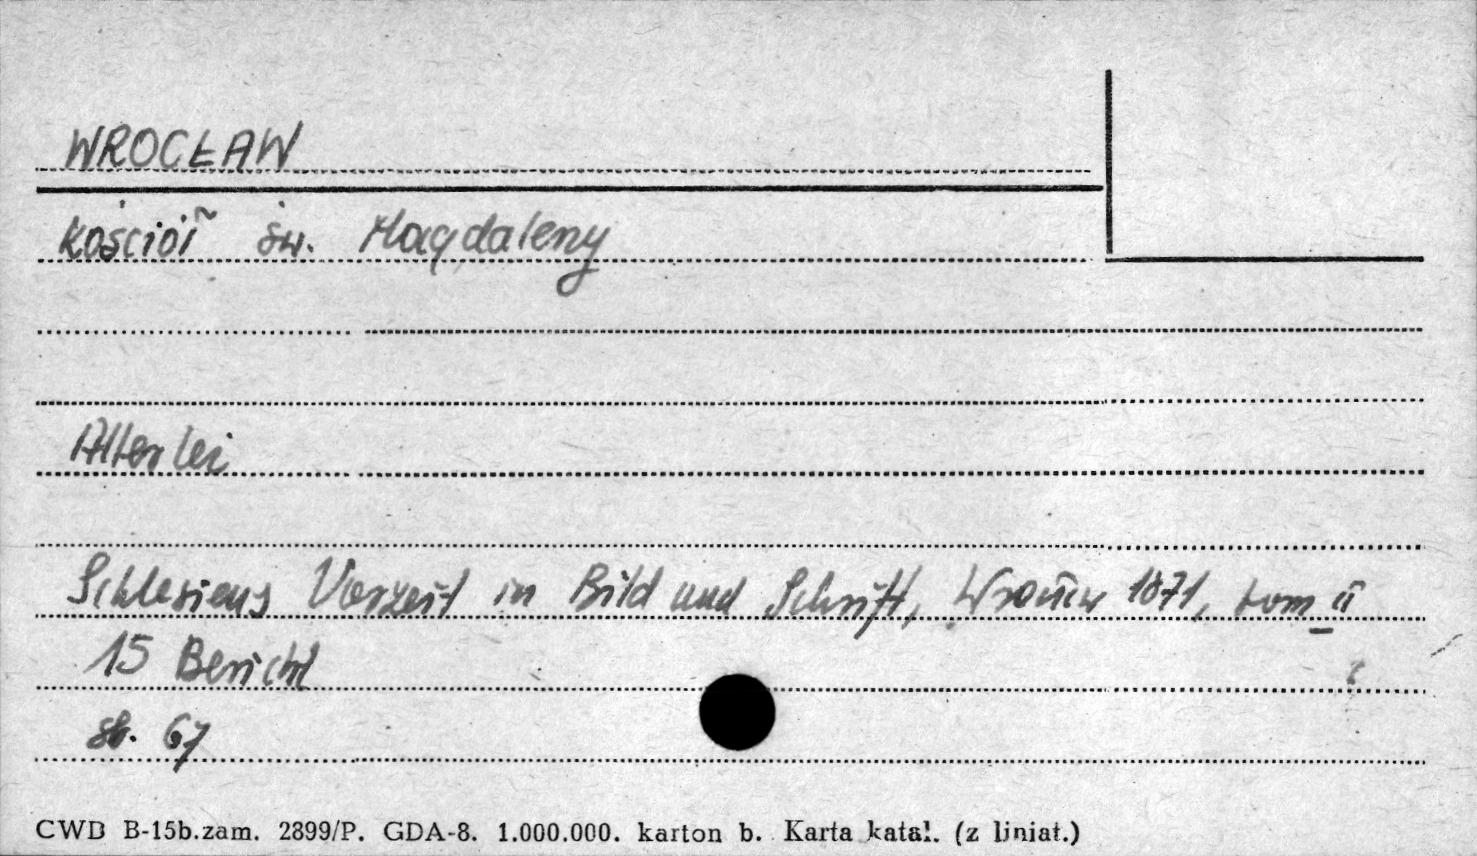 WROCŁAW
kościół św. Magdaleny
Allerlei
Schlesiens Vorzeit in Bild und Schrift, Wrocław 1871, tom II
15 Bericht
st. 67
CWD B-15b.zam. 2899/P. GDA-8. 1.000.000. karton b. Karta katal. (z liniat.)